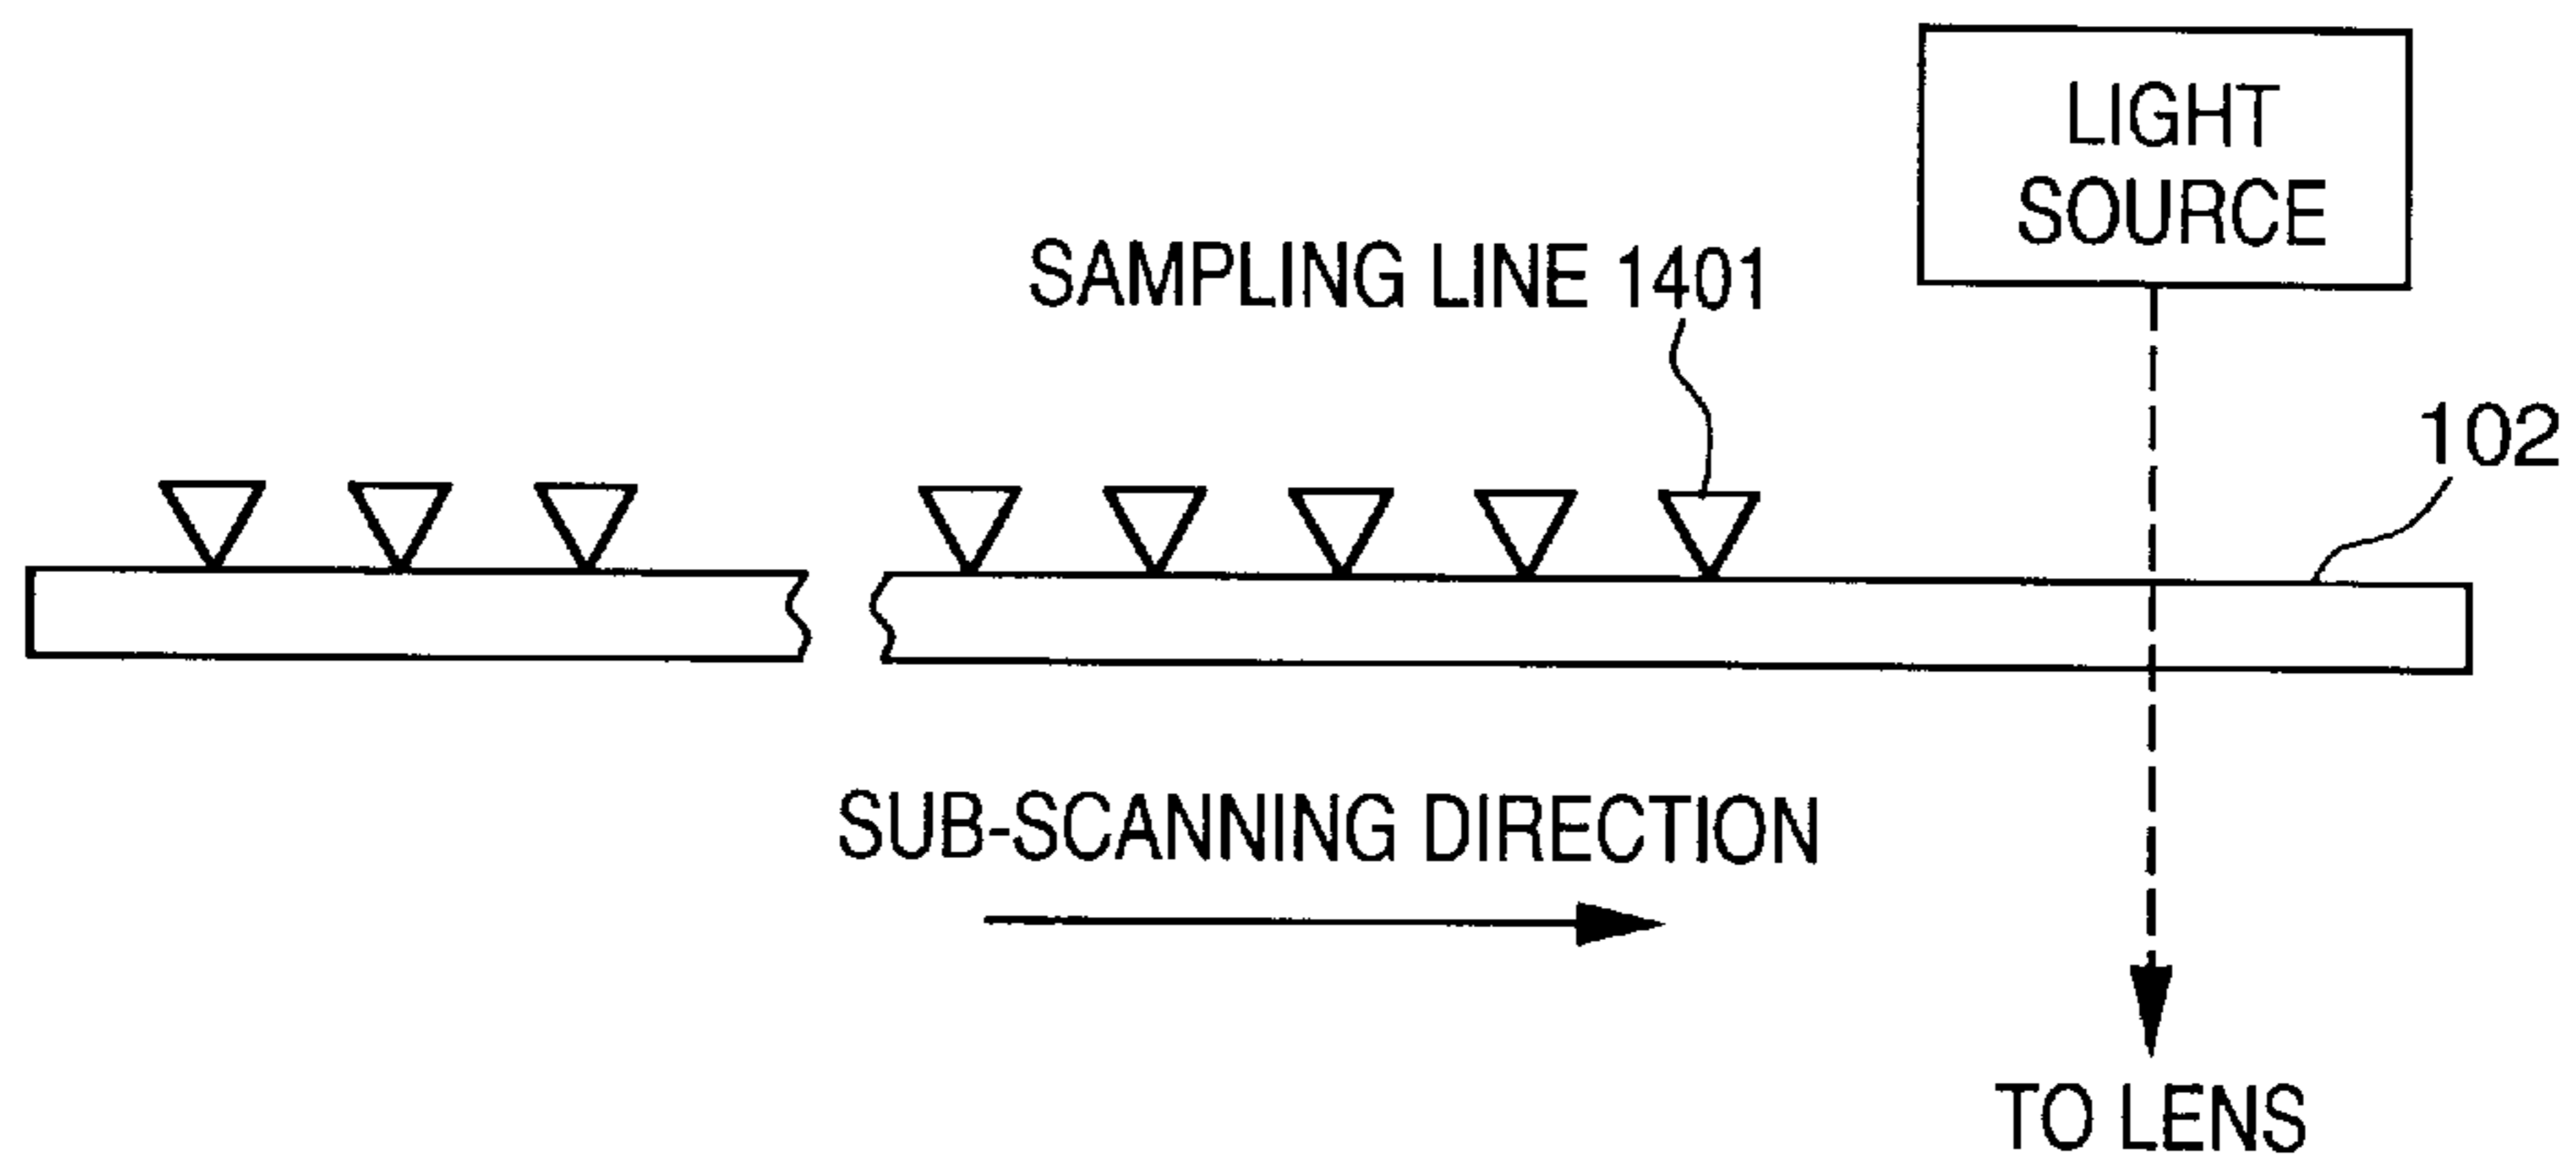 LIGHT
SOURCE
SAMPLING LINE 1401
102
SUB-SCANNING DIRECTION
TO LENS